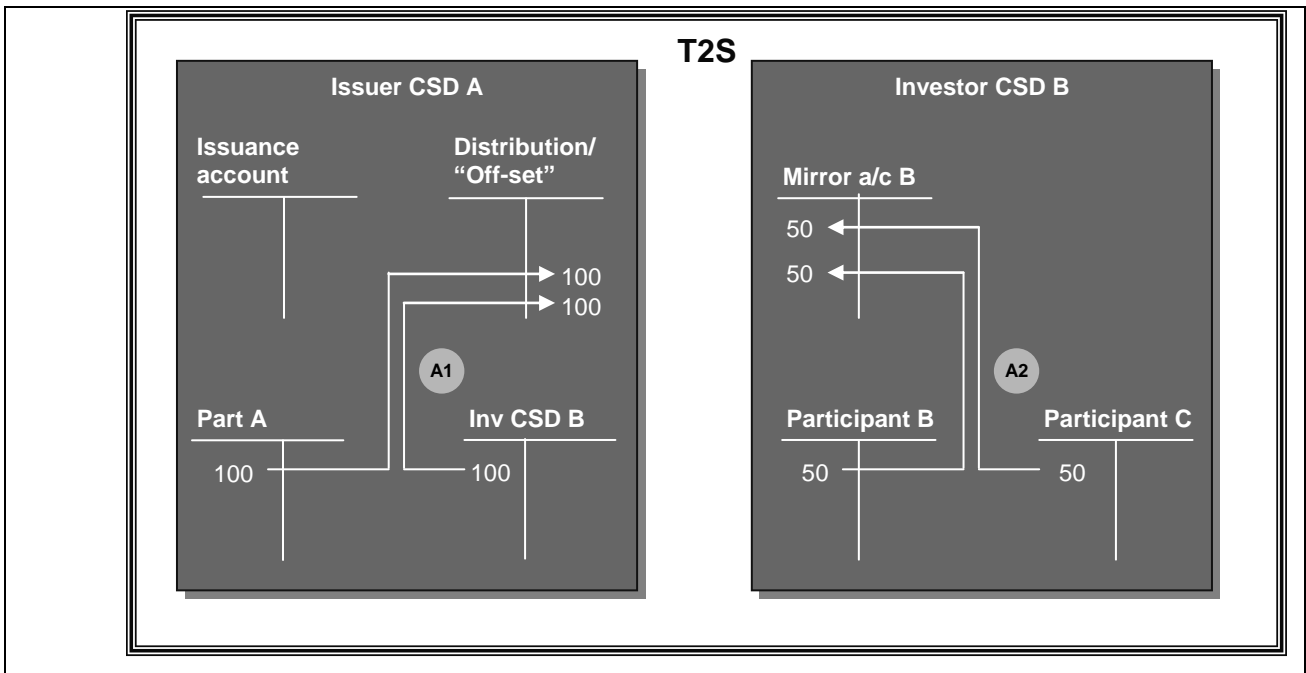 T2S
Issuer CSD A
Issuance
account
Distribution/
“Off-set”
100
100
A1
Part A
100
Inv CSD B
100
Investor CSD B
Mirror a/c B
50
50
A2
Participant B
50
Participant C
50